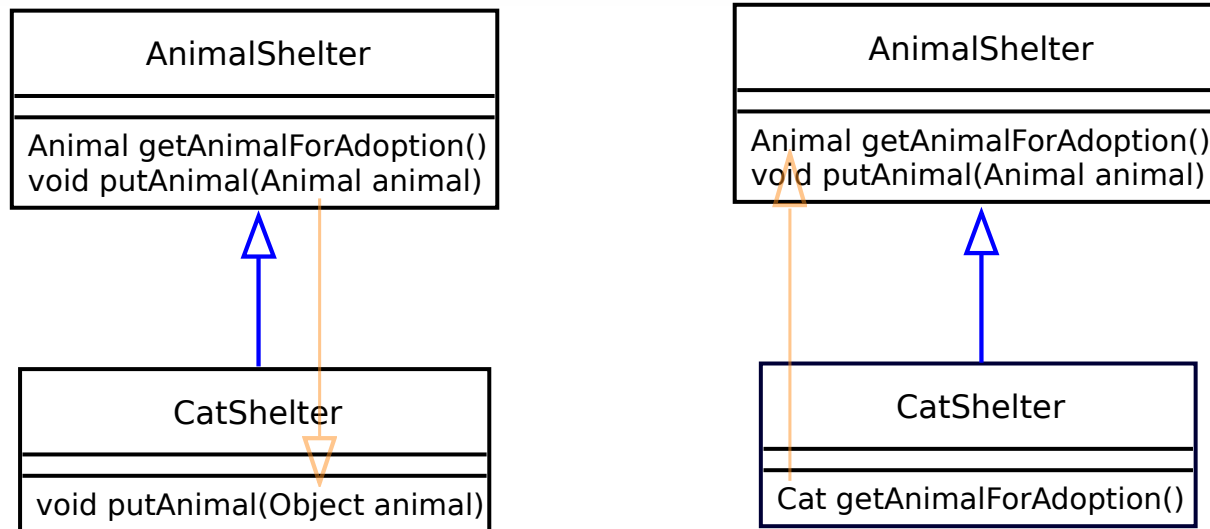 AnimalShelter
Animal getAnimalForAdoption()
void putAnimal(Animal animal)
CatShelter
void putAnimal(Object animal)
AnimalShelter
Animal getAnimalForAdoption()
void putAnimal(Animal animal)
CatShelter
Cat getAnimalForAdoption()